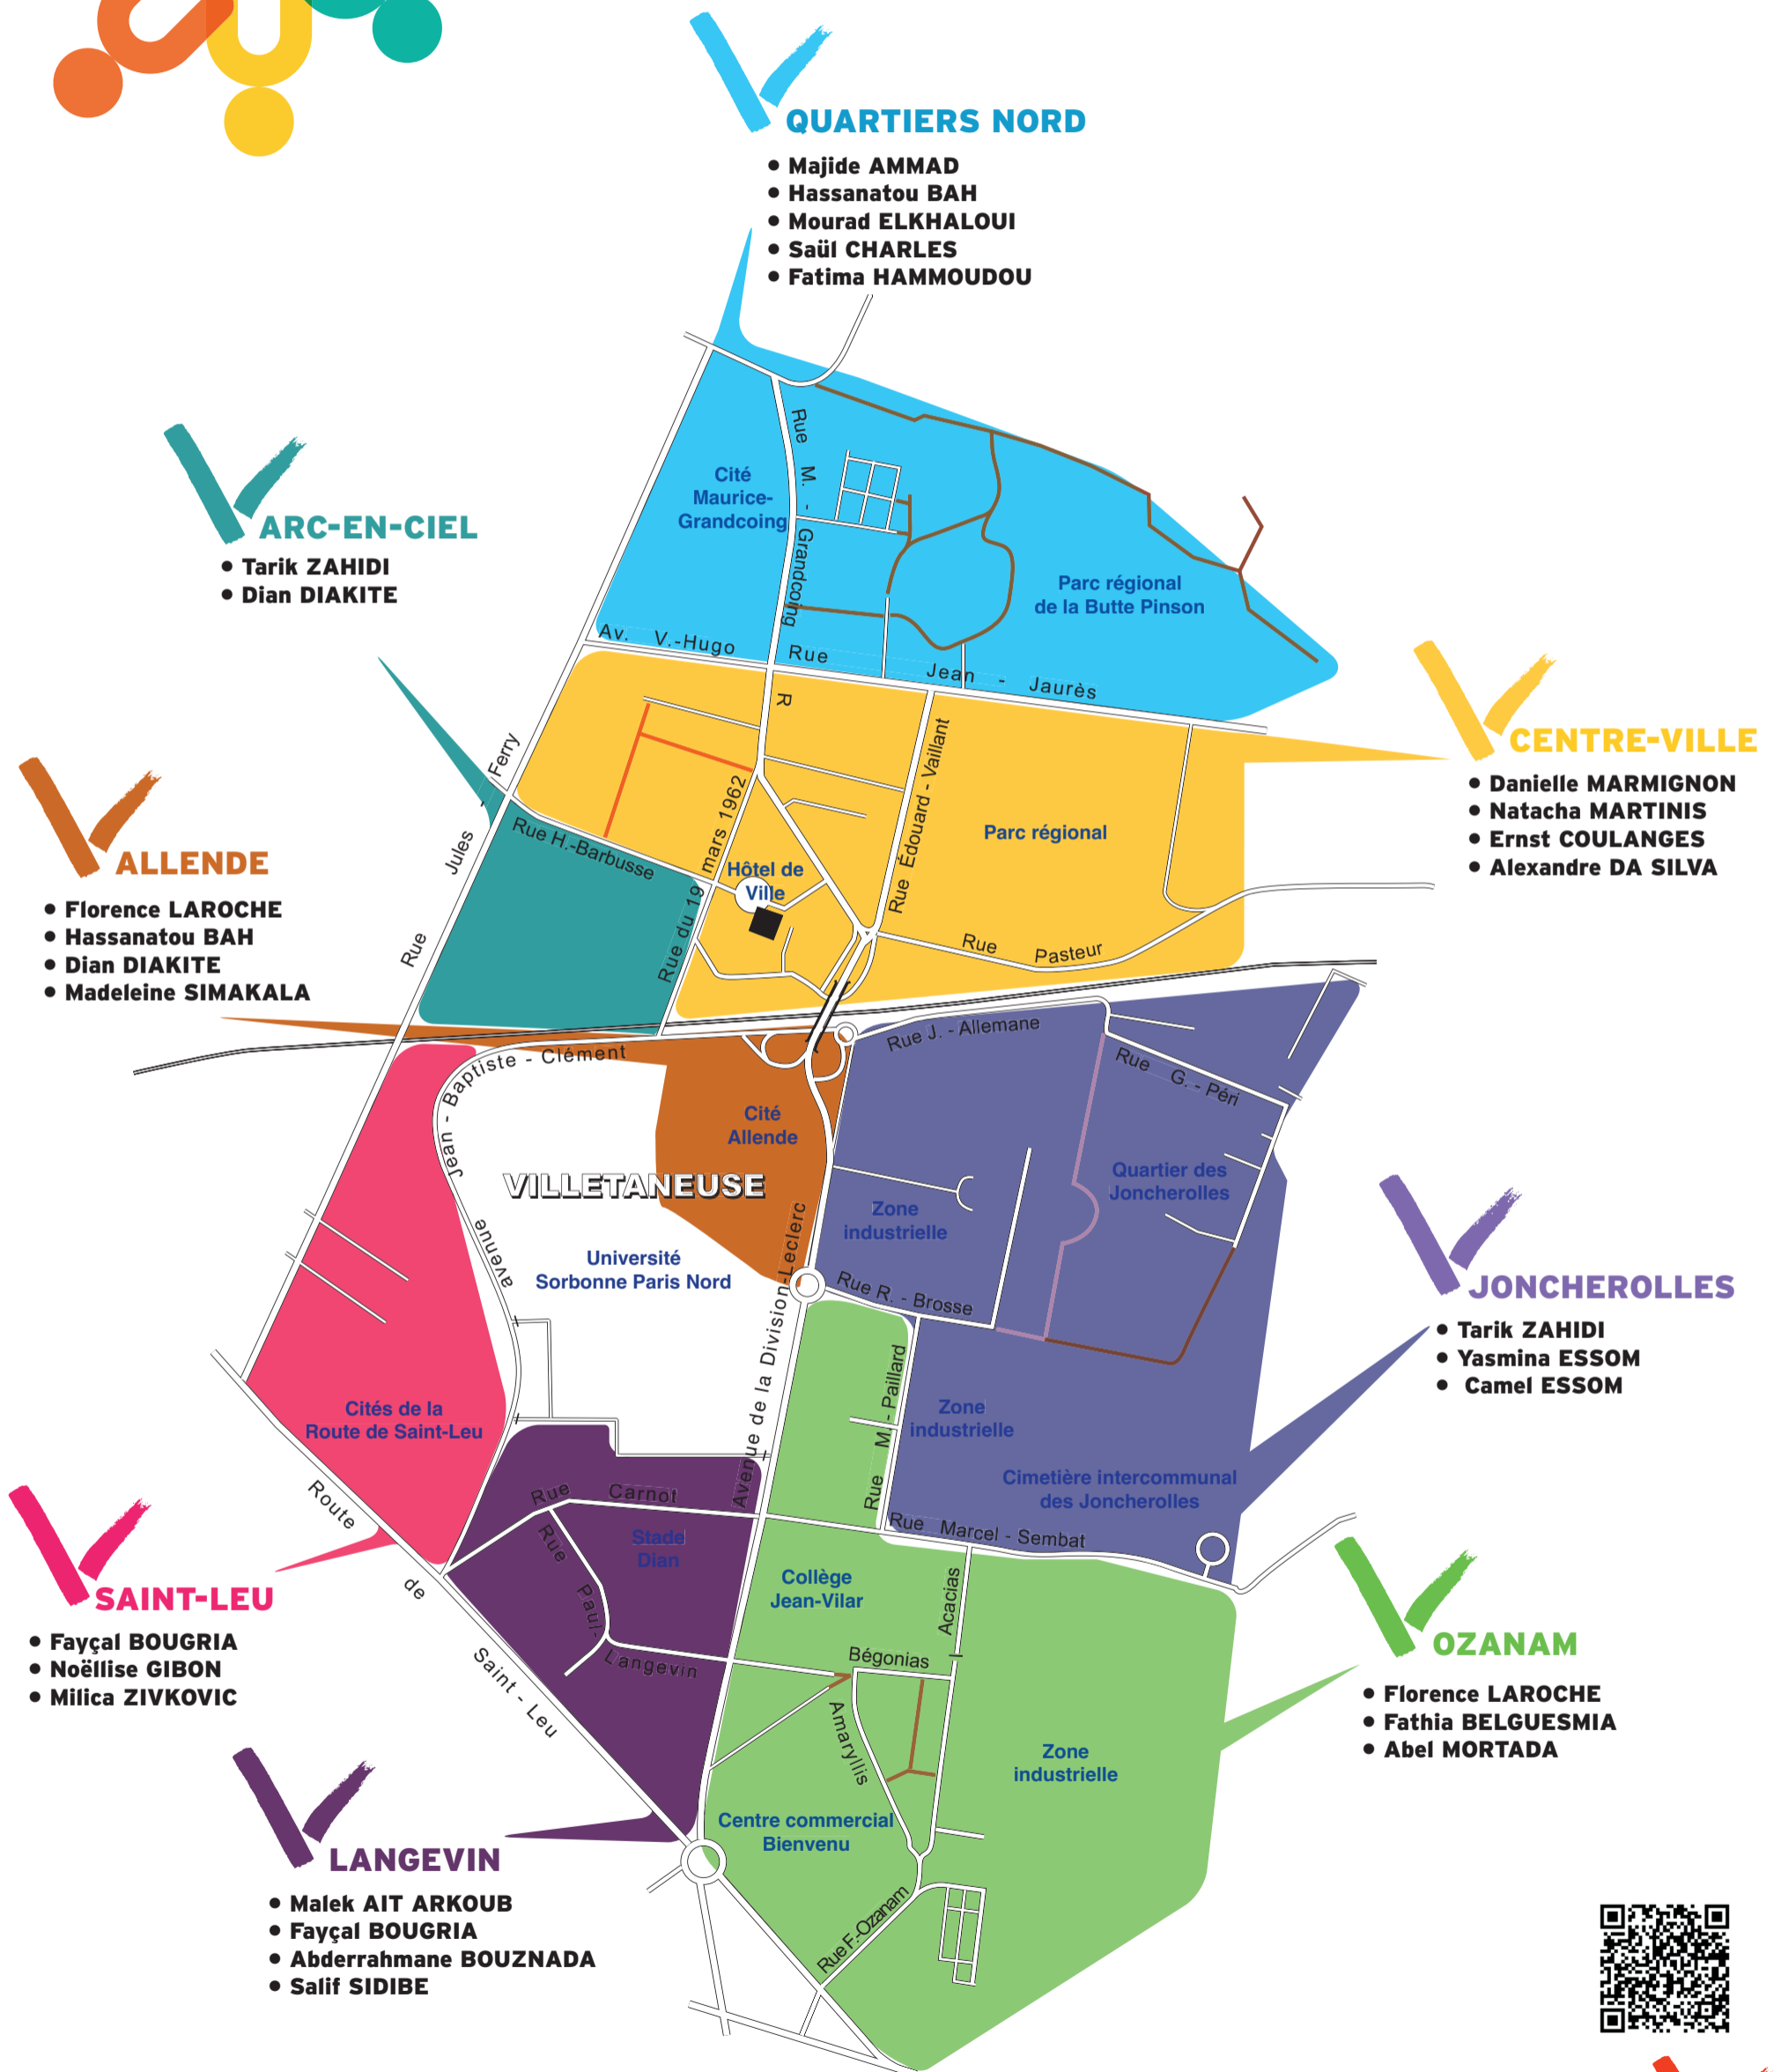 QUARTIERS NORD
• Majide AMMAD
• Hassanatou BAH
• Mourad ELKHALOUI
• Saül CHARLES
• Fatima HAMMOUDOU
ARC-EN-CIEL
• Tarik ZAHIDI
• Dian DIAKITE
CENTRE-VILLE
• Danielle MARMIGNON
• Natacha MARTINIS
• Ernst COULANGES
• Alexandre DA SILVA
ALLENDE
• Florence LAROCHE
• Hassanatou BAH
• Dian DIAKITE
• Madeleine SIMAKALA
JONCHEROLLES
• Tarik ZAHIDI
• Yasmina ESSOM
• Camel ESSOM
SAINT-LEU
• Fayçal BOUGRIA
• Noëllise GIBON
• Milica ZIVKOVIC
OZANAM
• Florence LAROCHE
• Fathia BELGUESMIA
• Abel MORTADA
LANGEVIN
• Malek AIT ARKOUB
• Fayçal BOUGRIA
• Abderrahmane BOUZNADA
• Salif SIDIBE
Cité
Maurice-
Grandcoing
Rue M. - Grandcoing
Parc régional
de la Butte Pinson
Av. V.-Hugo
Rue Jean - Jaurès
R
Rue Jules - Ferry
Rue H.-Barbusse
Rue du 19 mars 1962
Hôtel de
Ville
Rue Édouard - Vaillant
Parc régional
Rue Pasteur
Rue J. - Allemane
Rue G. - Péri
avenue Jean - Baptiste - Clément
Cité
Allende
VILLETANEUSE
Université
Sorbonne Paris Nord
Quartier des
Joncherolles
Zone
industrielle
Rue R. - Brosse
Avenue de la Division-Leclerc
Rue M. - Paillard
Zone
industrielle
Cimetière intercommunal
des Joncherolles
Cités de la
Route de Saint-Leu
Route de Saint - Leu
Rue Carnot
Stade
Dian
Rue Paul-Langevin
Rue Marcel - Sembat
Collège
Jean-Vilar
Acacias
Bégonias
Amaryllis
Zone
industrielle
Centre commercial
Bienvenu
Rue F.-Ozanam